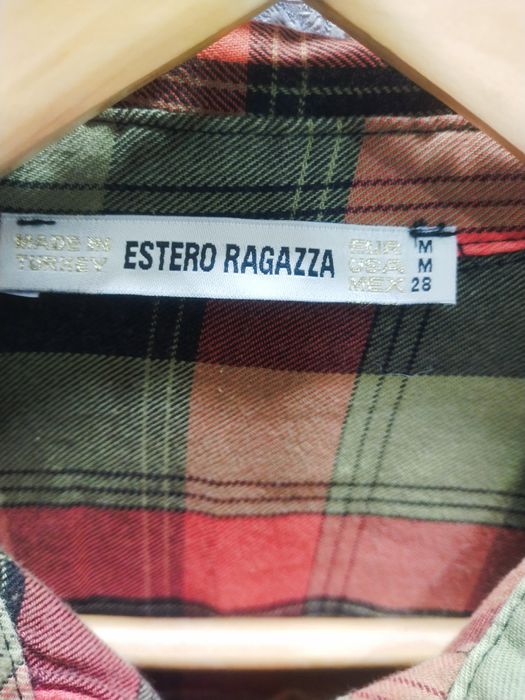 MADE IN
TURKEY
ESTERO RAGAZZA
EUR M
USA M
MEX 28